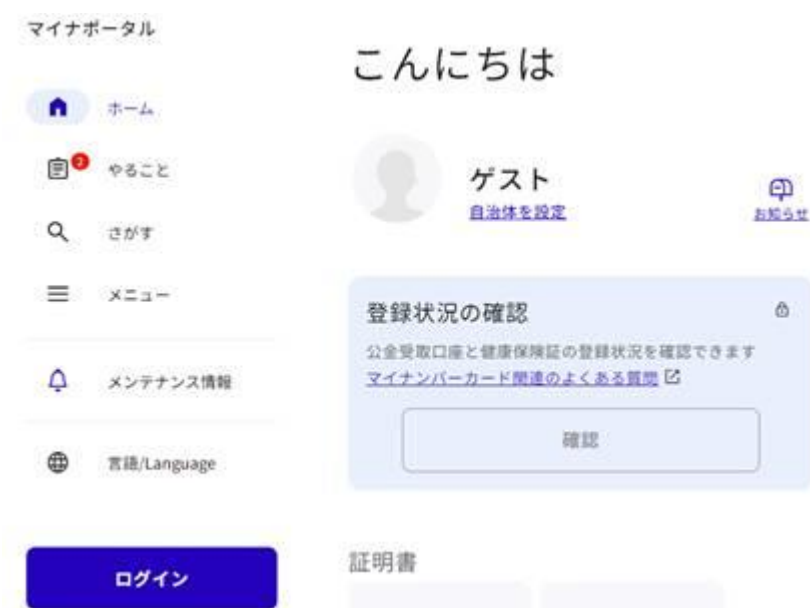 マイナポータル
ホーム
2
やること
さがす
メニュー
メンテナンス情報
言語/Language
ログイン
こんにちは
ゲスト
自治体を設定
お知らせ
登録状況の確認
公金受取口座と健康保険証の登録状況を確認できます
マイナンバーカード関連のよくある質問
確認
証明書